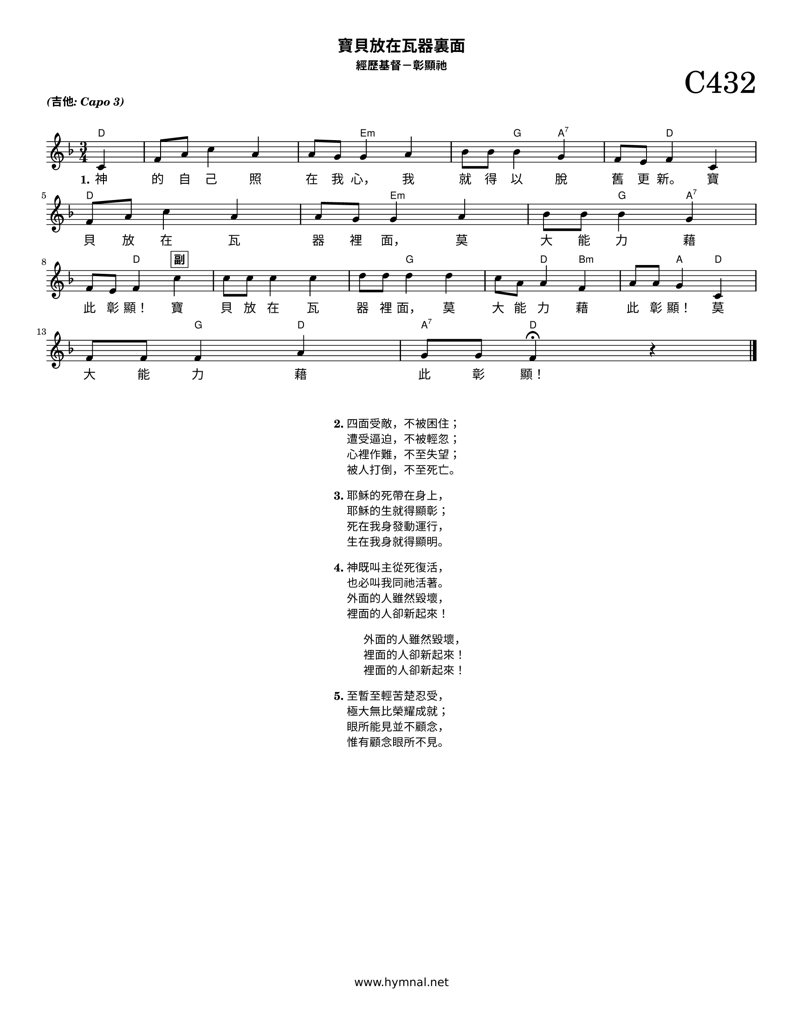 寶貝放在瓦器裏面
經歷基督－彰顯祂
C432
(吉他: Capo 3)
D Em G A7 D
3 4
1. 神 的 自 己 照 在 我 心， 我 就 得 以 脫 舊 更 新。 寶
5 D Em G A7
貝 放 在 瓦 器 裡 面， 莫 大 能 力 藉
8 D 副 G D Bm A D
此 彰 顯！ 寶 貝 放 在 瓦 器 裡 面， 莫 大 能 力 藉 此 彰 顯！ 莫
13 G D A7 D
大 能 力 藉 此 彰 顯！
2. 四面受敵，不被困住；
遭受逼迫，不被輕忽；
心裡作難，不至失望；
被人打倒，不至死亡。
3. 耶穌的死帶在身上，
耶穌的生就得顯彰；
死在我身發動運行，
生在我身就得顯明。
4. 神既叫主從死復活，
也必叫我同祂活著。
外面的人雖然毀壞，
裡面的人卻新起來！
外面的人雖然毀壞，
裡面的人卻新起來！
裡面的人卻新起來！
5. 至暫至輕苦楚忍受，
極大無比榮耀成就；
眼所能見並不顧念，
惟有顧念眼所不見。
www.hymnal.net